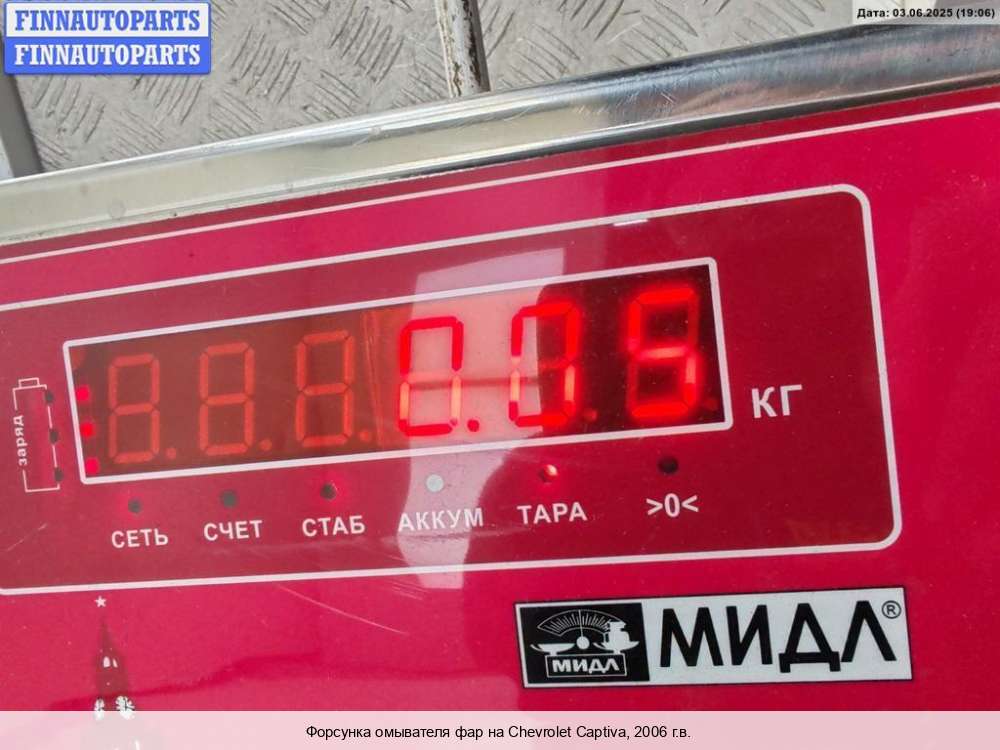 FINNAUTOPARTS
FINNAUTOPARTS
Дата: 03.06.2025 (19:06)
0.05
КГ
заряд
СЕТЬ СЧЕТ СТАБ АККУМ ТАРА >0<
МИДЛ МИДЛ®
Форсунка омывателя фар на Chevrolet Captiva, 2006 г.в.